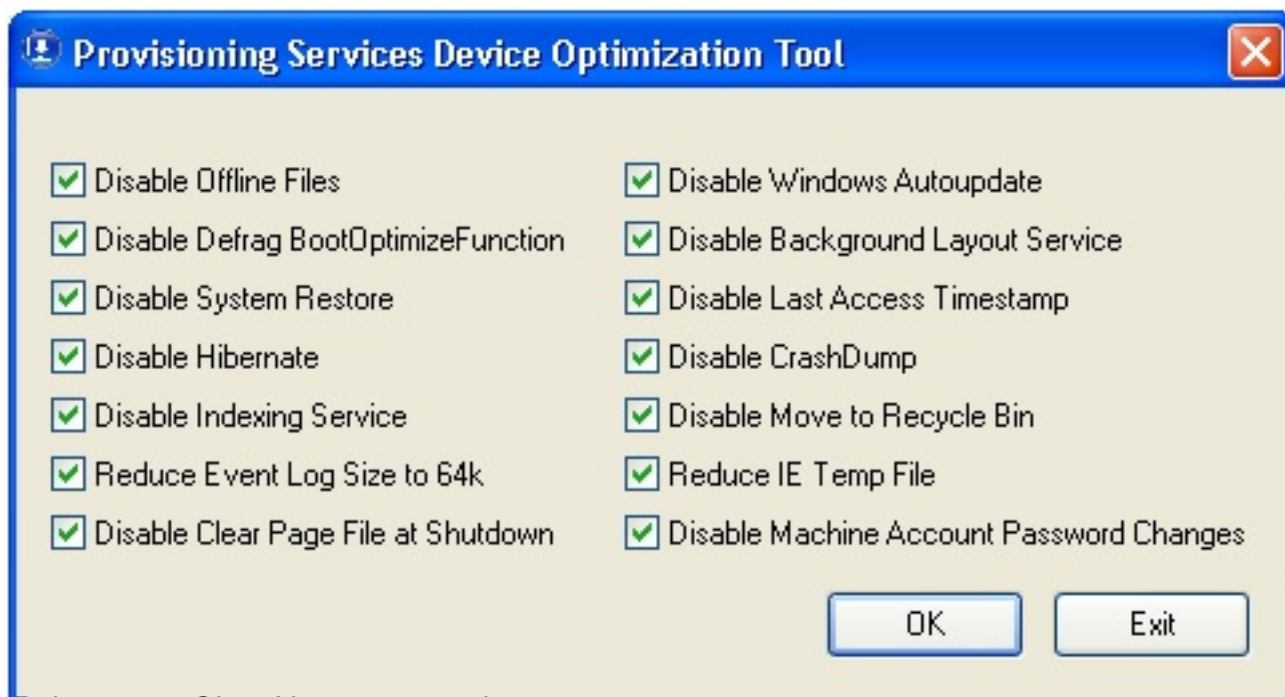 Provisioning Services Device Optimization Tool
Disable Offline Files
Disable Windows Autoupdate
Disable Defrag BootOptimizeFunction
Disable Background Layout Service
Disable System Restore
Disable Last Access Timestamp
Disable Hibernate
Disable CrashDump
Disable Indexing Service
Disable Move to Recycle Bin
Reduce Event Log Size to 64k
Reduce IE Temp File
Disable Clear Page File at Shutdown
Disable Machine Account Password Changes
OK
Exit